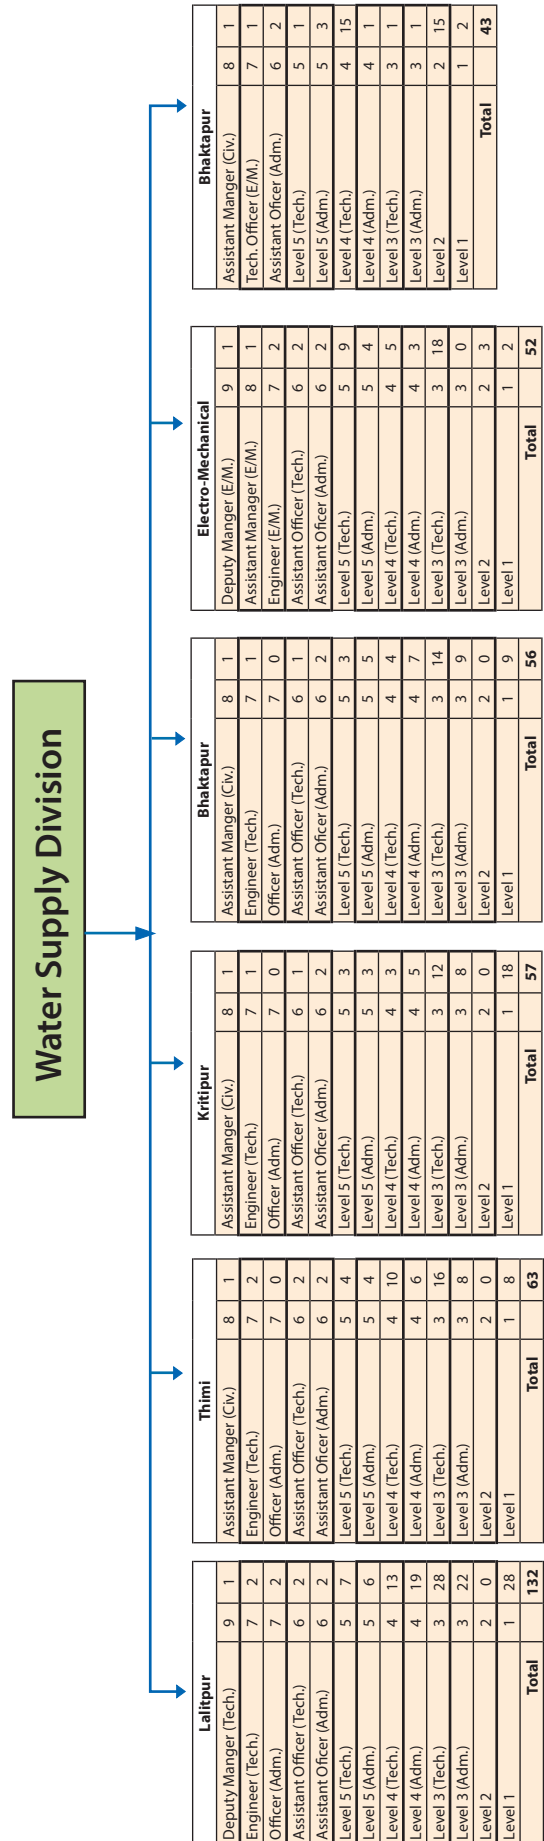 Water Supply Division
Lalitpur
Deputy Manger (Tech.) 9 1
Engineer (Tech.) 7 2
Officer (Adm.) 7 2
Assistant Officer (Tech.) 6 2
Assistant Oficer (Adm.) 6 2
Level 5 (Tech.) 5 7
Level 5 (Adm.) 5 6
Level 4 (Tech.) 4 13
Level 4 (Adm.) 4 19
Level 3 (Tech.) 3 28
Level 3 (Adm.) 3 22
Level 2 2 0
Level 1 1 28
Total 132
Thimi
Assistant Manger (Civ.) 8 1
Engineer (Tech.) 7 2
Officer (Adm.) 7 0
Assistant Officer (Tech.) 6 2
Assistant Oficer (Adm.) 6 2
Level 5 (Tech.) 5 4
Level 5 (Adm.) 5 4
Level 4 (Tech.) 4 10
Level 4 (Adm.) 4 6
Level 3 (Tech.) 3 16
Level 3 (Adm.) 3 8
Level 2 2 0
Level 1 1 8
Total 63
Kritipur
Assistant Manger (Civ.) 8 1
Engineer (Tech.) 7 1
Officer (Adm.) 7 0
Assistant Officer (Tech.) 6 1
Assistant Oficer (Adm.) 6 2
Level 5 (Tech.) 5 3
Level 5 (Adm.) 5 3
Level 4 (Tech.) 4 3
Level 4 (Adm.) 4 5
Level 3 (Tech.) 3 12
Level 3 (Adm.) 3 8
Level 2 2 0
Level 1 1 18
Total 57
Bhaktapur
Assistant Manger (Civ.) 8 1
Engineer (Tech.) 7 1
Officer (Adm.) 7 0
Assistant Officer (Tech.) 6 1
Assistant Oficer (Adm.) 6 2
Level 5 (Tech.) 5 3
Level 5 (Adm.) 5 5
Level 4 (Tech.) 4 4
Level 4 (Adm.) 4 7
Level 3 (Tech.) 3 14
Level 3 (Adm.) 3 9
Level 2 2 0
Level 1 1 9
Total 56
Electro-Mechanical
Deputy Manger (E/M.) 9 1
Assistant Manager (E/M.) 8 1
Engineer (E/M.) 7 2
Assistant Officer (Tech.) 6 2
Assistant Oficer (Adm.) 6 2
Level 5 (Tech.) 5 9
Level 5 (Adm.) 5 4
Level 4 (Tech.) 4 5
Level 4 (Adm.) 4 3
Level 3 (Tech.) 3 18
Level 3 (Adm.) 3 0
Level 2 2 3
Level 1 1 2
Total 52
Bhaktapur
Assistant Manger (Civ.) 8 1
Tech. Officer (E/M.) 7 1
Assistant Oficer (Adm.) 6 2
Level 5 (Tech.) 5 1
Level 5 (Adm.) 5 3
Level 4 (Tech.) 4 15
Level 4 (Adm.) 4 1
Level 3 (Tech.) 3 1
Level 3 (Adm.) 3 1
Level 2 2 15
Level 1 1 2
Total 43